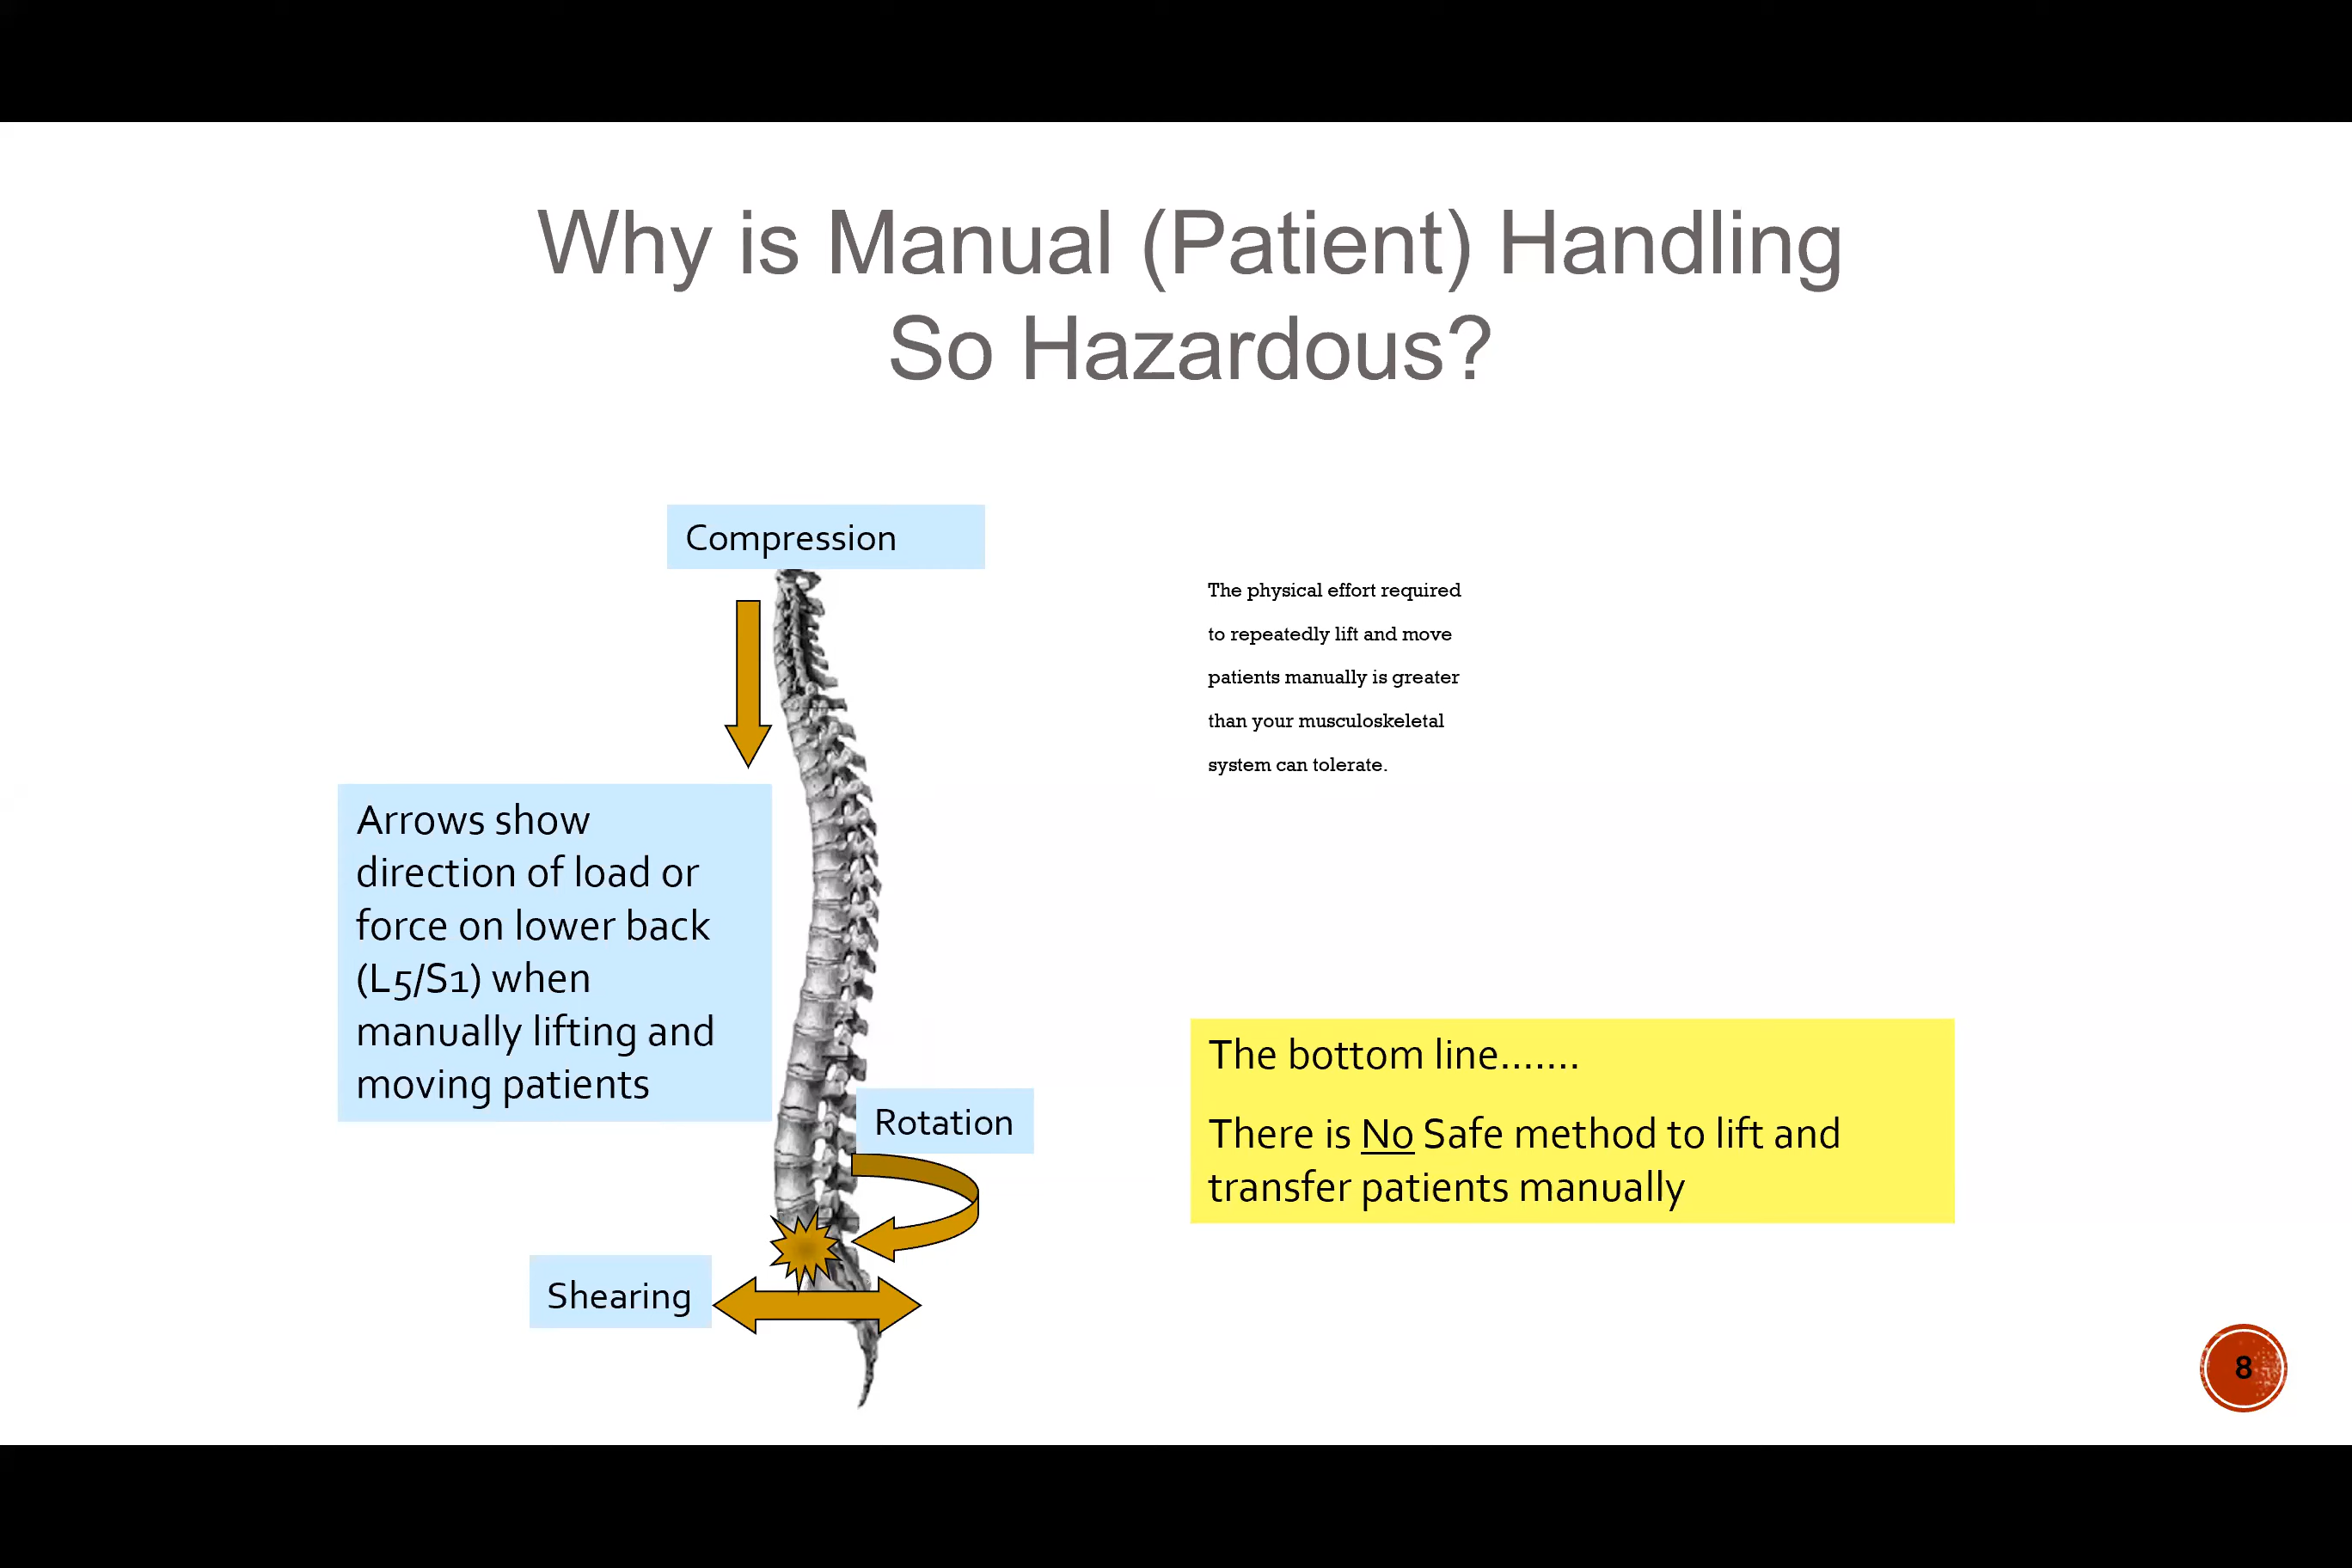 Why is Manual (Patient) Handling
So Hazardous?
Compression
The physical effort required
to repeatedly lift and move
patients manually is greater
than your musculoskeletal
system can tolerate.
Arrows show
direction of load or
force on lower back
(L5/S1) when
manually lifting and
moving patients
Rotation
Shearing
The bottom line.......
There is No Safe method to lift and
transfer patients manually
8